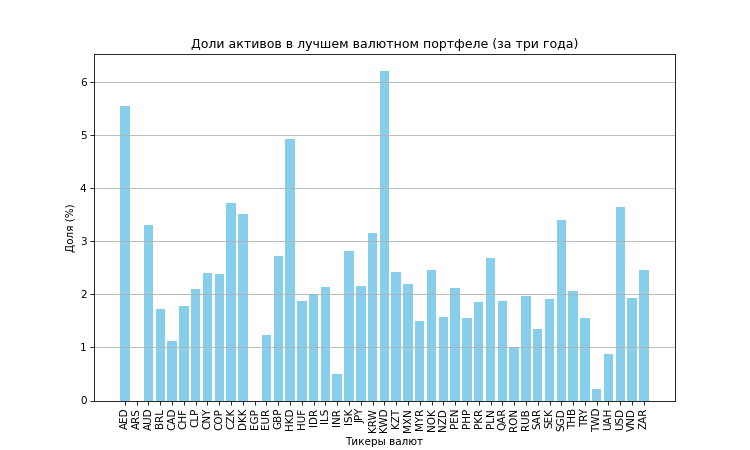 Доли активов в лучшем валютном портфеле (за три года)
Доля (%)
6
5
4
3
2
1
0
AED ARS AUD BRL CAD CHF CLP CNY COP CZK DKK EGP EUR GBP HKD HUF IDR ILS INR ISK JPY KRW KWD KZT MXN MYR NOK NZD PEN PHP PKR PLN QAR RON RUB SAR SEK SGD THB TRY TWD UAH USD VND ZAR
Тикеры валют